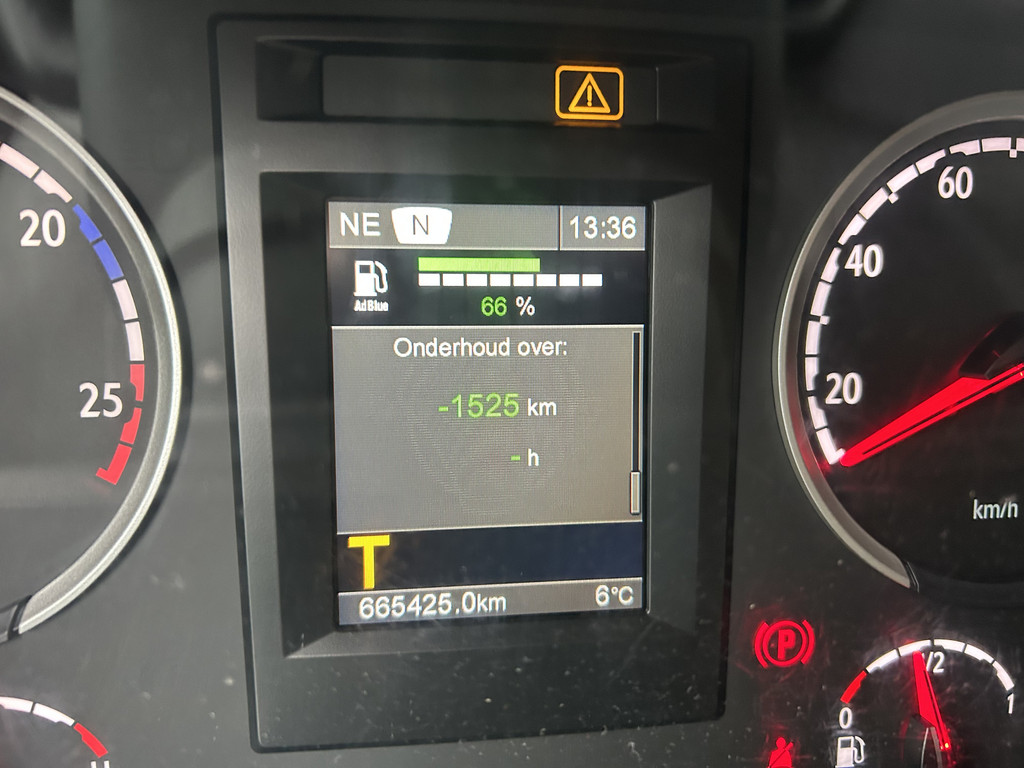 NE N 13:36
AdBlue
66 %
Onderhoud over:
-1525 km
- h
T
665425.0km 6°C
20
25
60
40
20
km/h
P
0
1/2
1